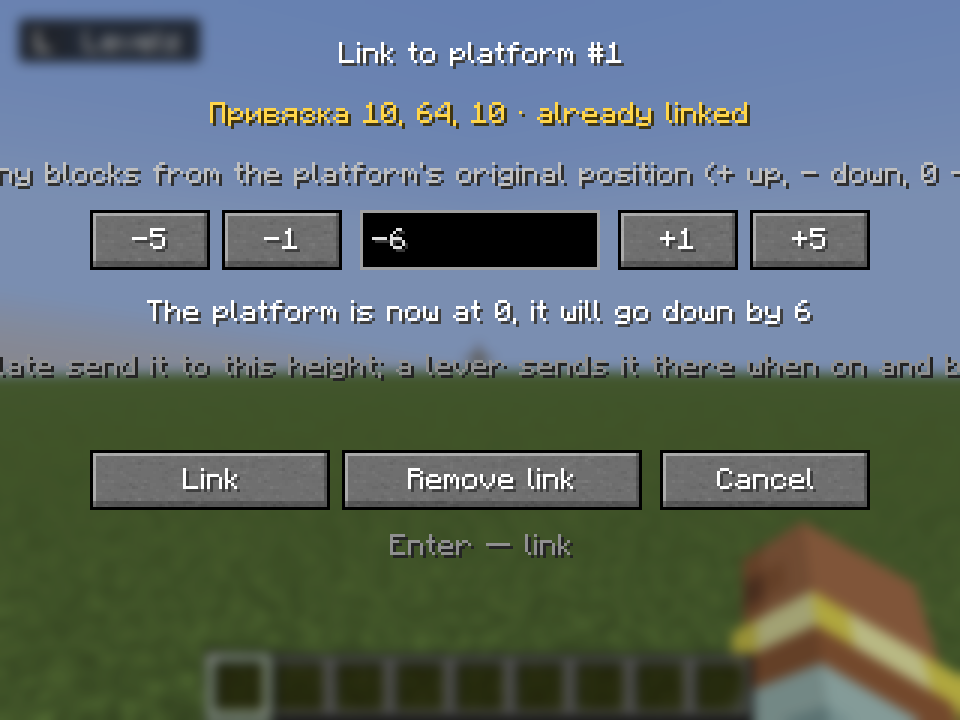 L Levels
Link to platform #1
Привязка 10, 64, 10 · already linked
ny blocks from the platform's original position (+ up, − down, 0 -
-5
-1
-6
+1
+5
The platform is now at 0, it will go down by 6
late send it to this height; a lever sends it there when on and b
Link
Remove link
Cancel
Enter — link